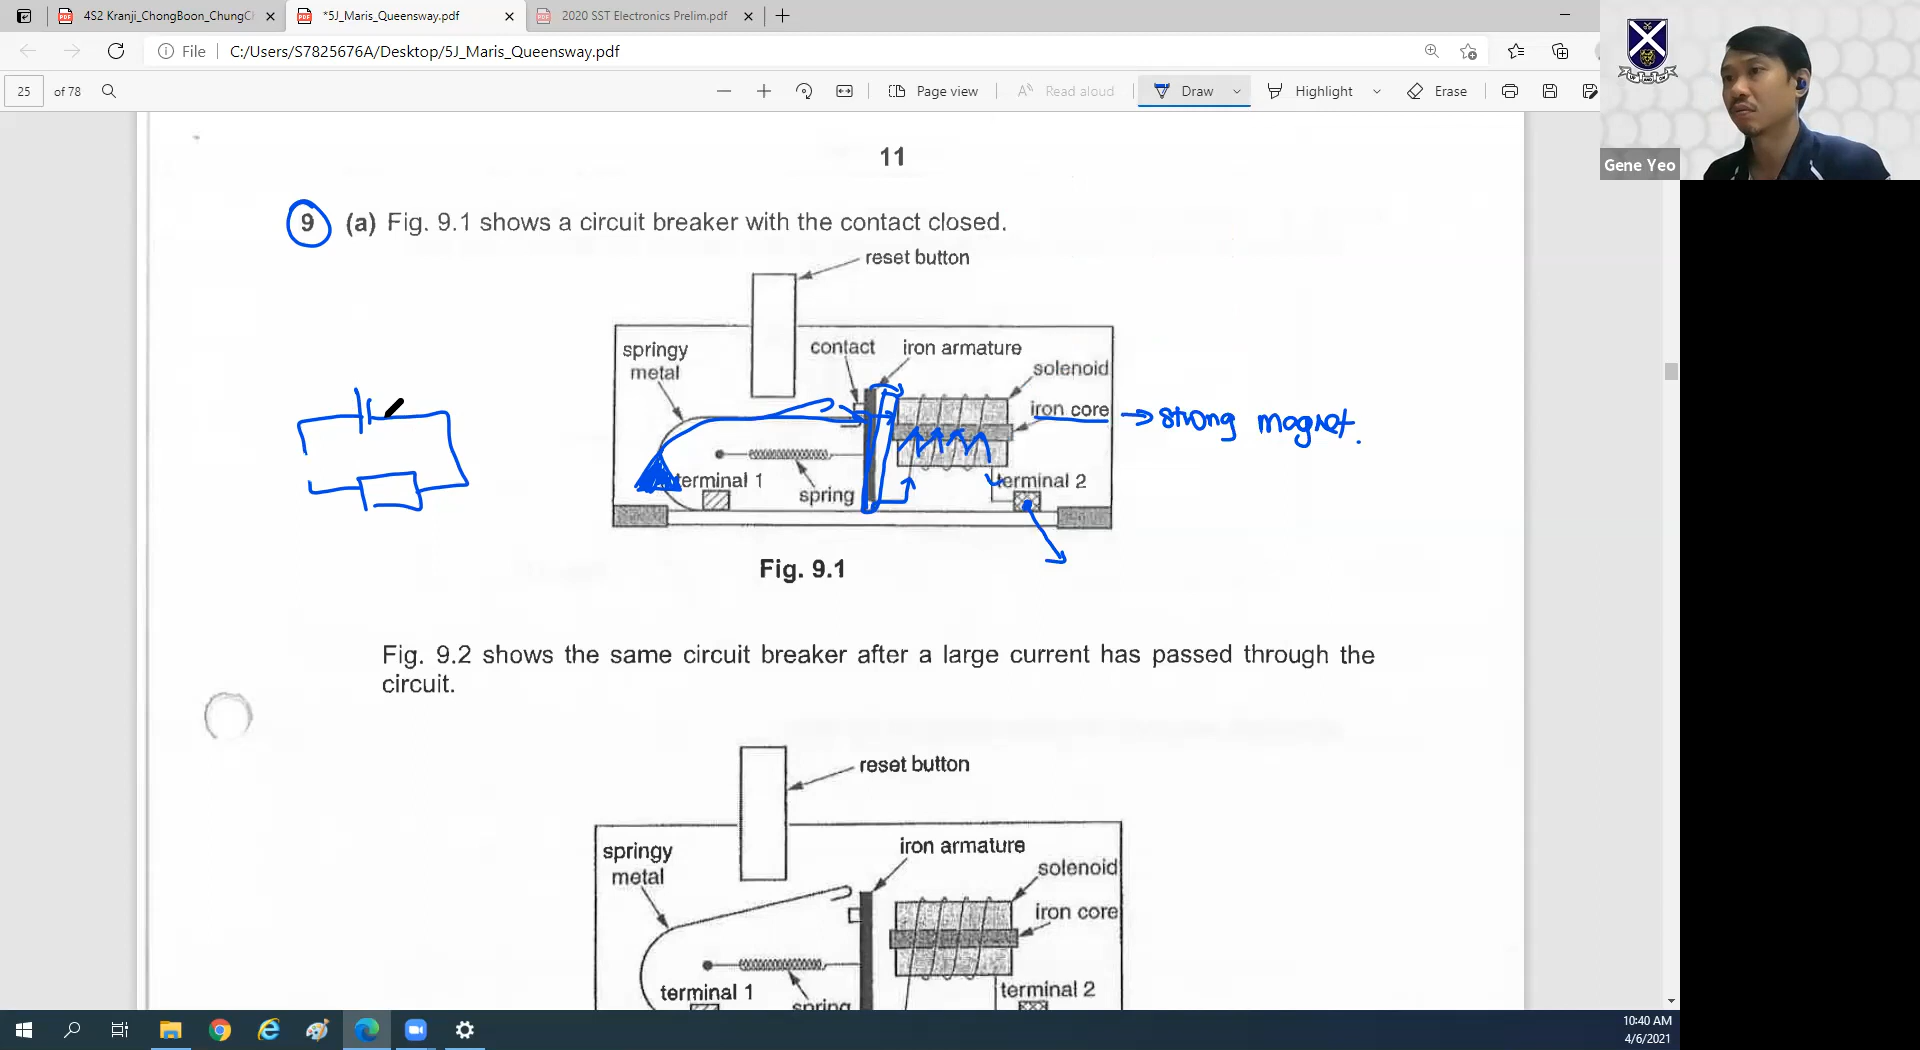 4S2 Kranji_ChongBoon_ChungCl
*5J_Maris_Queensway.pdf
2020 SST Electronics Prelim.pdf
File
C:/Users/S7825676A/Desktop/5J_Maris_Queensway.pdf
25 of 78
Page view
Read aloud
Draw
Highlight
Erase
Gene Yeo
11
9 (a) Fig. 9.1 shows a circuit breaker with the contact closed.
reset button
springy
metal
contact
iron armature
solenoid
iron core
strong magnet.
terminal 1
spring
terminal 2
Fig. 9.1
Fig. 9.2 shows the same circuit breaker after a large current has passed through the
circuit.
reset button
springy
metal
iron armature
solenoid
iron core
terminal 1
spring
terminal 2
10:40 AM
4/6/2021